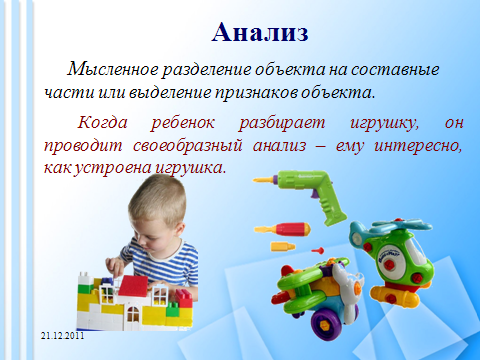 Анализ
Мысленное разделение объекта на составные
части или выделение признаков объекта.
Когда ребенок разбирает игрушку, он
проводит своеобразный анализ – ему интересно,
как устроена игрушка.
21.12.2011